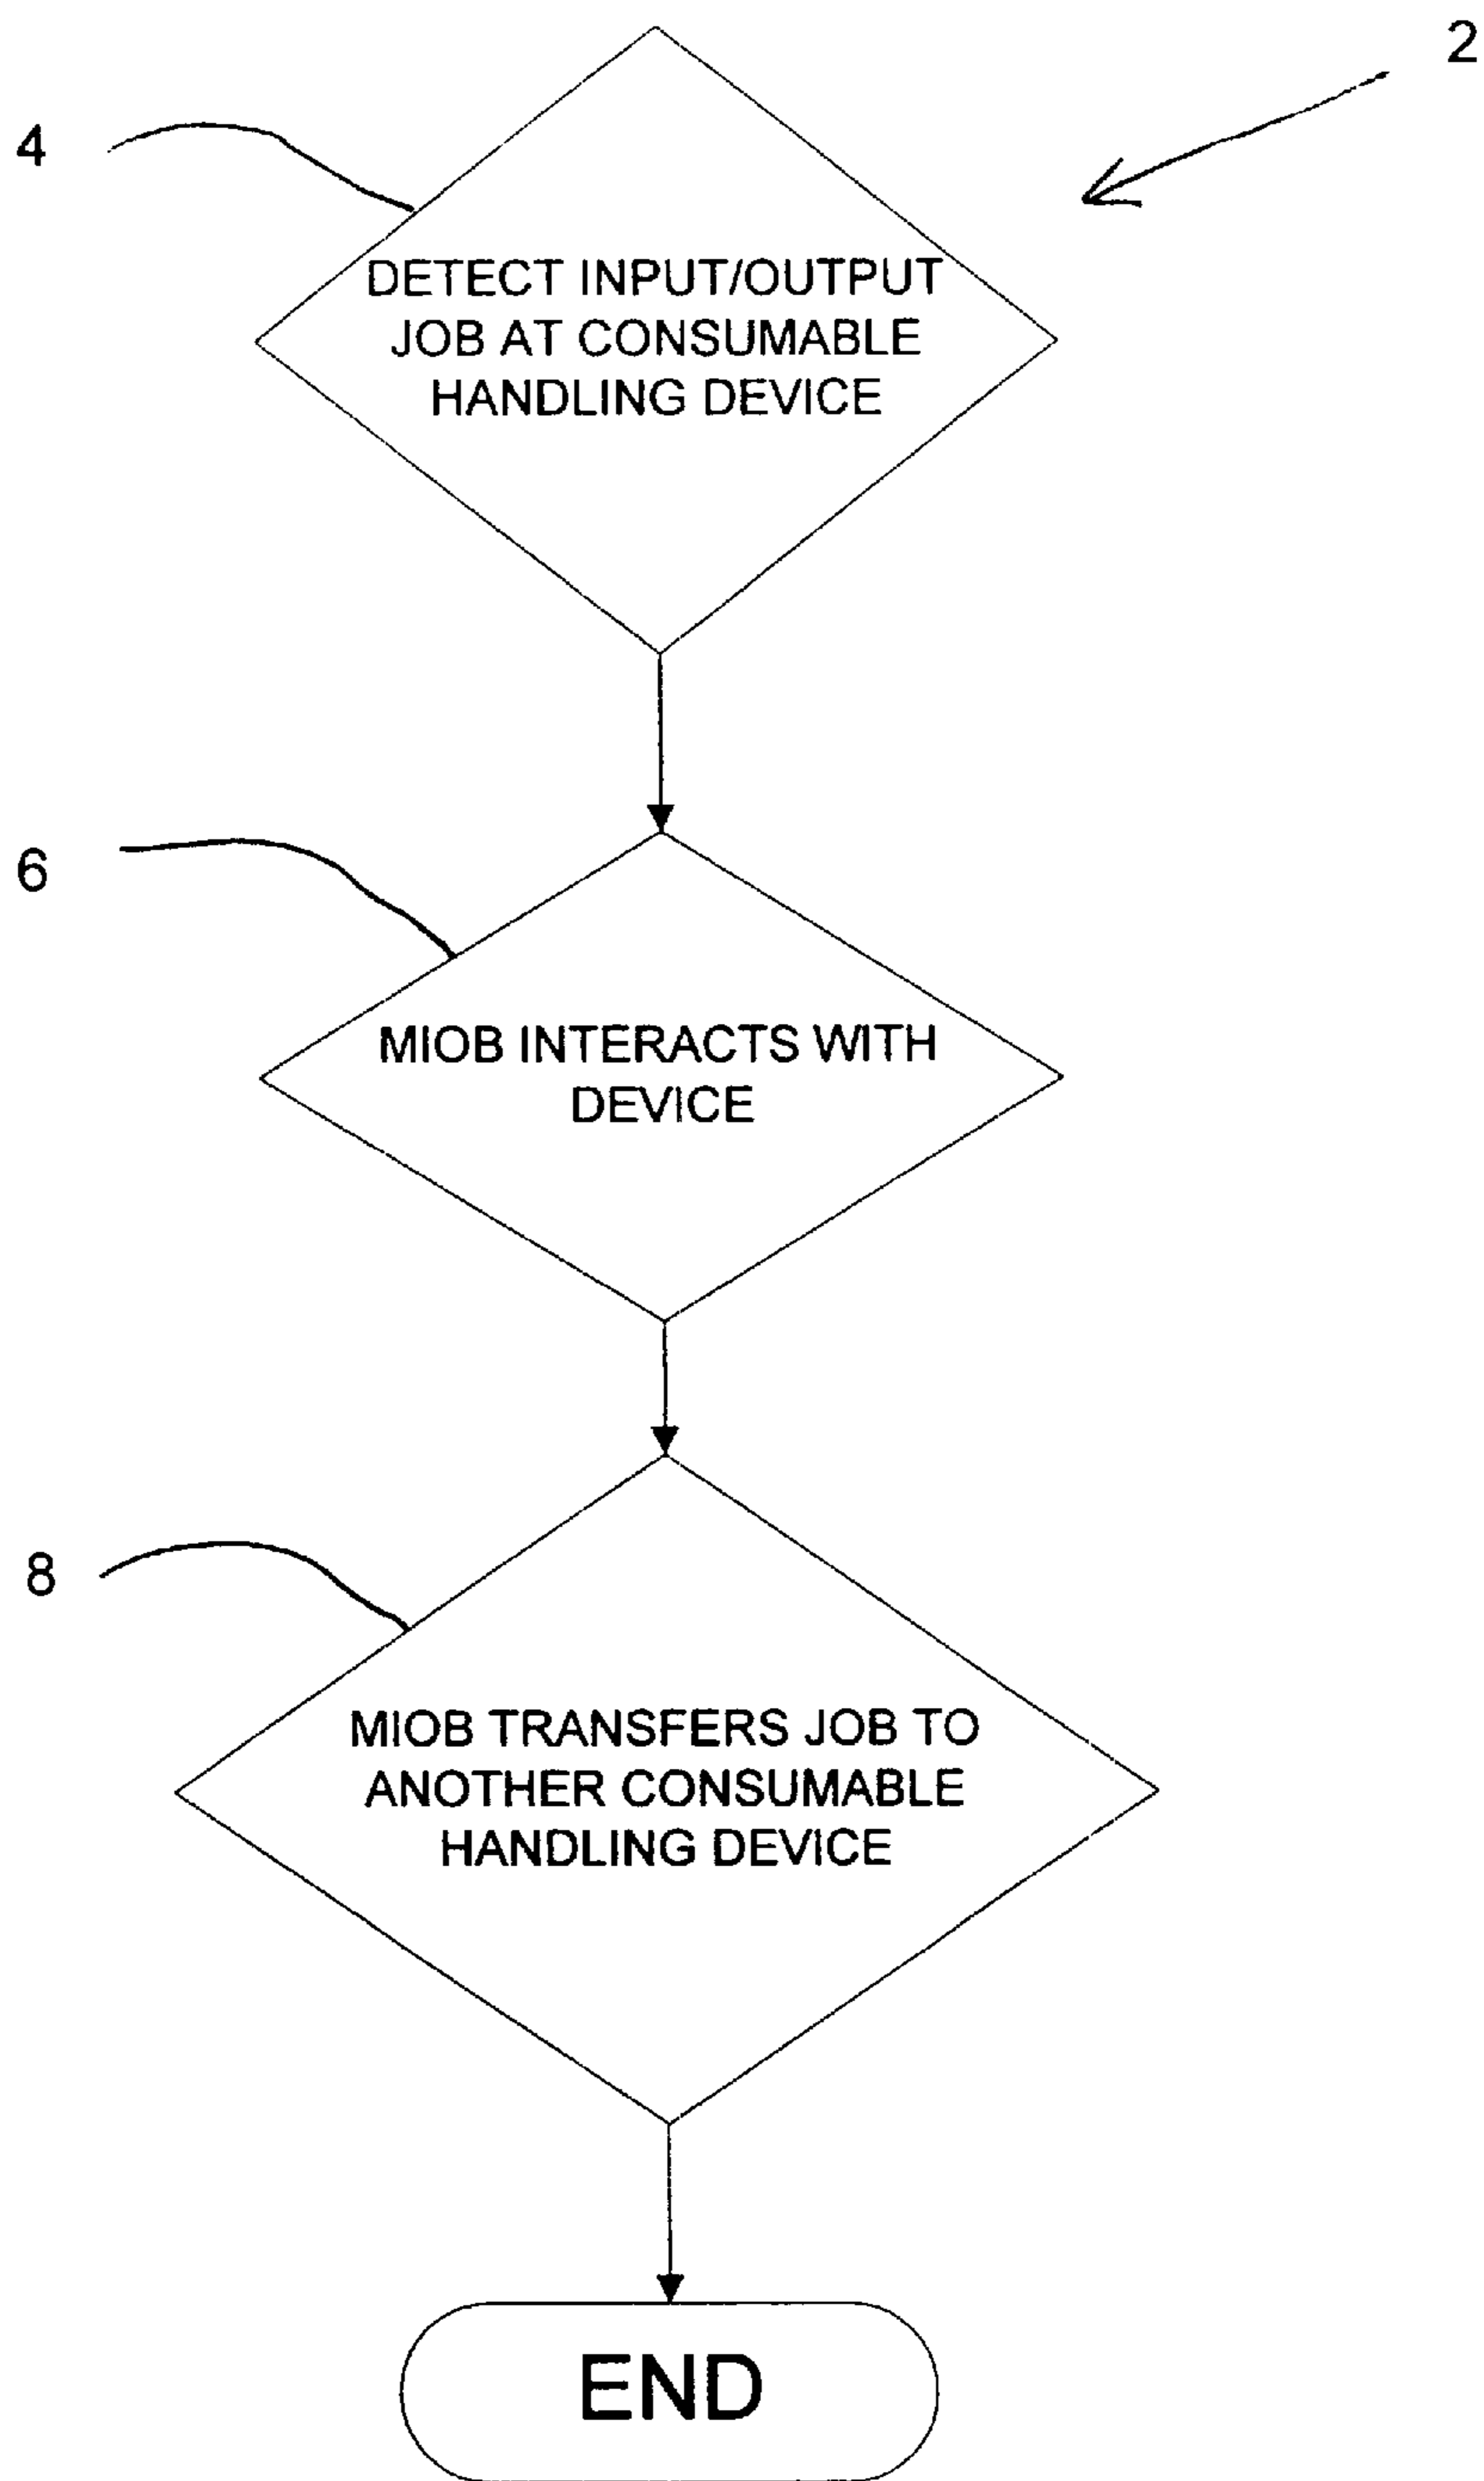 2
4
DETECT INPUT/OUTPUT
JOB AT CONSUMABLE
HANDLING DEVICE
6
MIOB INTERACTS WITH
DEVICE
8
MIOB TRANSFERS JOB TO
ANOTHER CONSUMABLE
HANDLING DEVICE
END